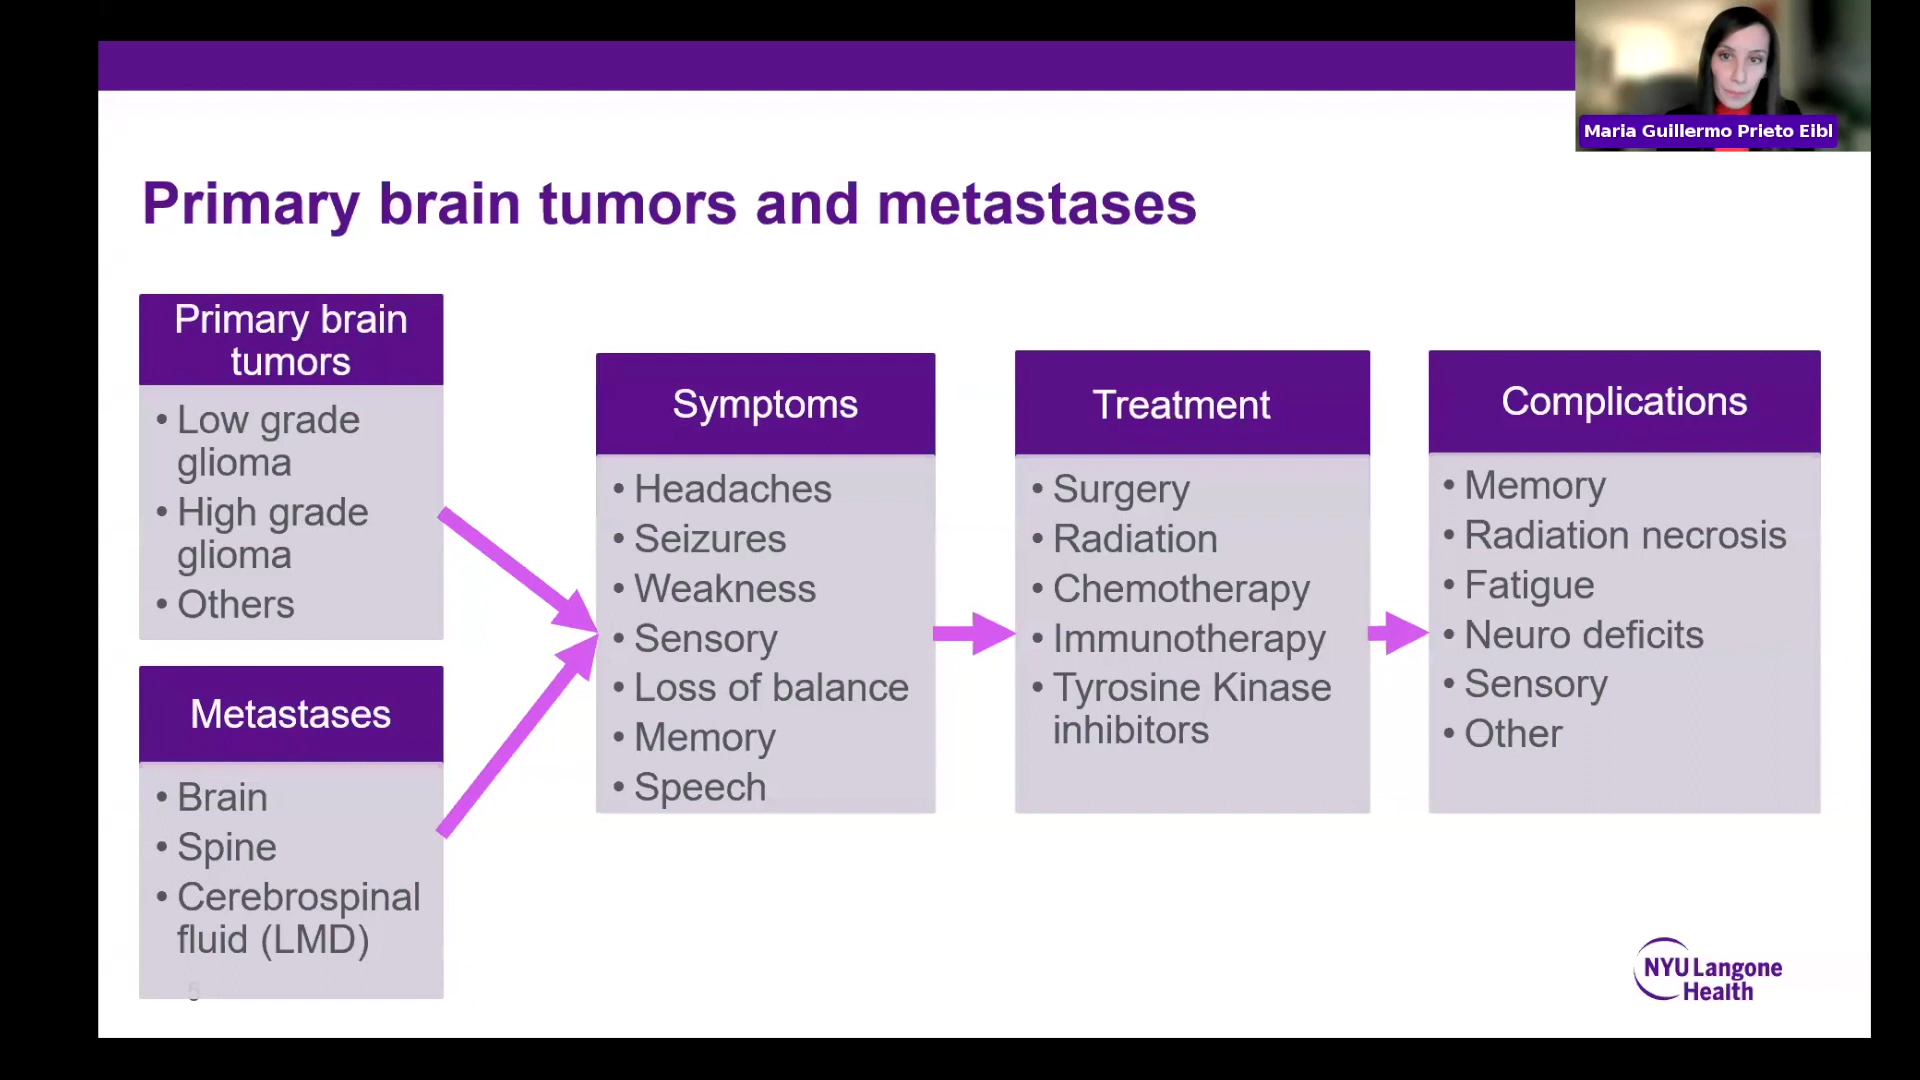 Maria Guillermo Prieto Eibl
Primary brain tumors and metastases
Primary brain
tumors
• Low grade
glioma
• High grade
glioma
• Others
Metastases
• Brain
• Spine
• Cerebrospinal
fluid (LMD)
5
Symptoms
• Headaches
• Seizures
• Weakness
• Sensory
• Loss of balance
• Memory
• Speech
Treatment
• Surgery
• Radiation
• Chemotherapy
• Immunotherapy
• Tyrosine Kinase
inhibitors
Complications
• Memory
• Radiation necrosis
• Fatigue
• Neuro deficits
• Sensory
• Other
NYU Langone
Health